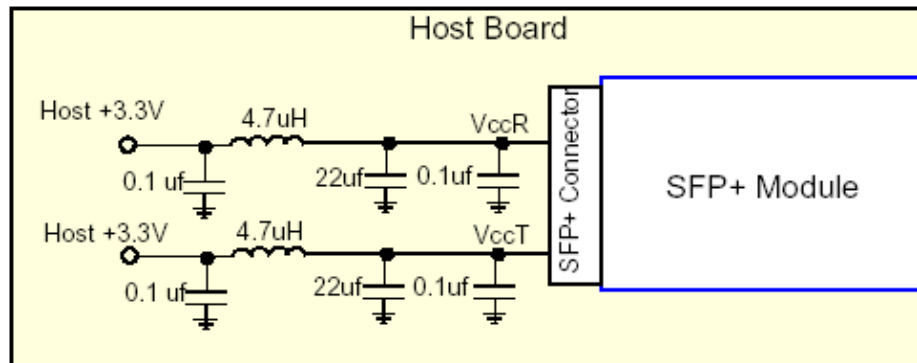 Host Board
Host +3.3V
4.7uH
VccR
0.1 uf
22uf
0.1uf
Host +3.3V
4.7uH
VccT
0.1 uf
22uf
0.1uf
SFP+ Connector
SFP+ Module